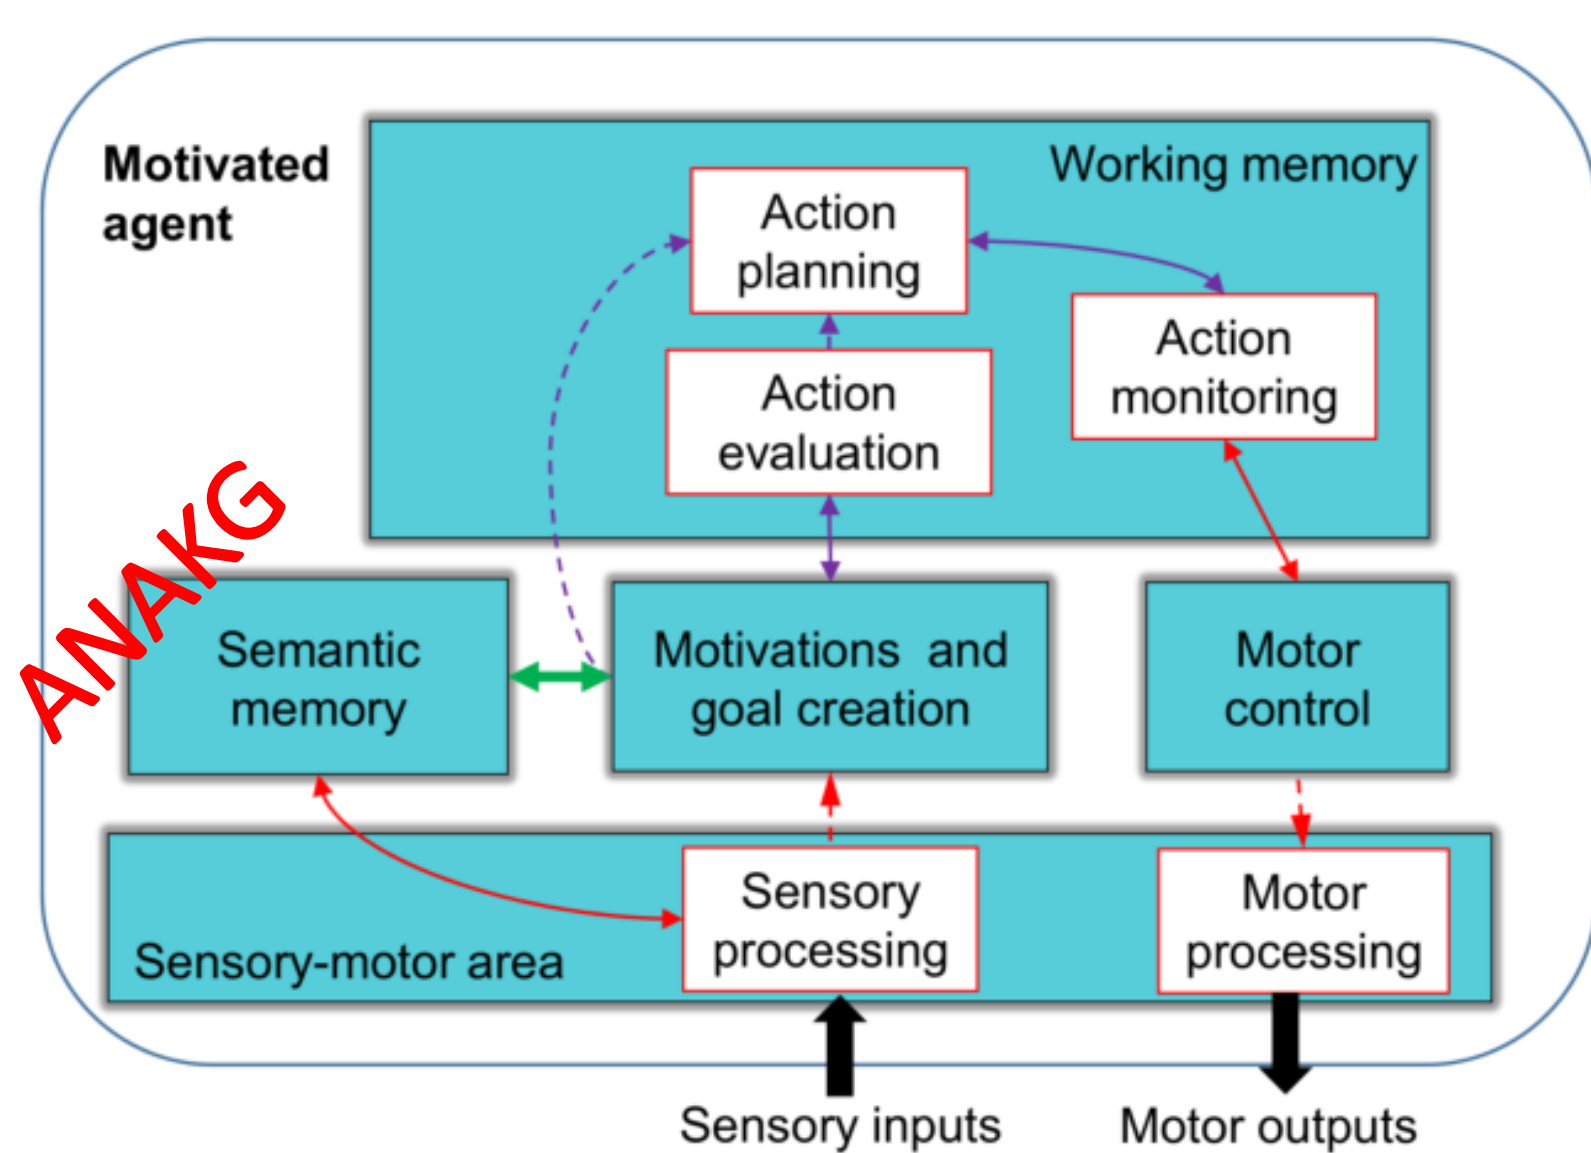 Motivated
agent
Working memory
Action
planning
Action
monitoring
Action
evaluation
ANAKG
Semantic
memory
Motivations and
goal creation
Motor
control
Sensory-motor area
Sensory
processing
Motor
processing
Sensory inputs
Motor outputs